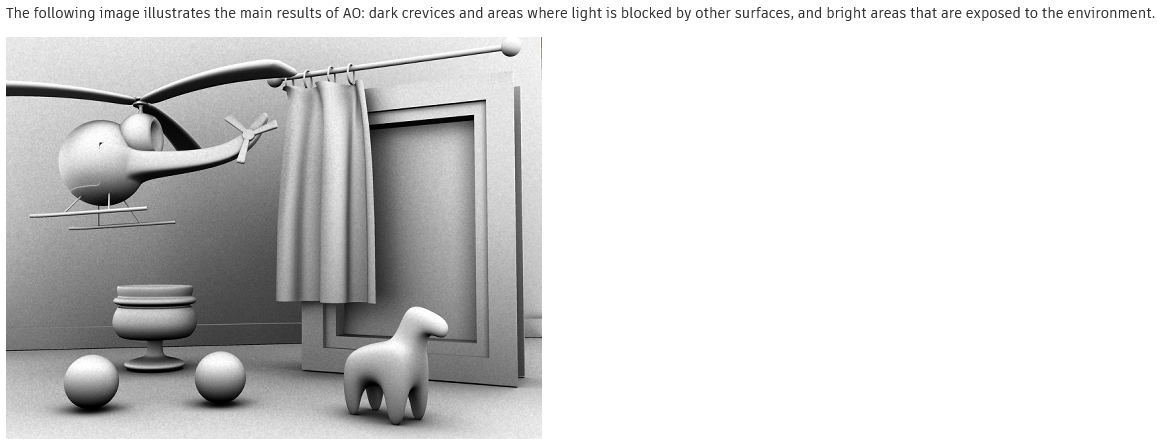 The following image illustrates the main results of AO: dark crevices and areas where light is blocked by other surfaces, and bright areas that are exposed to the environment.